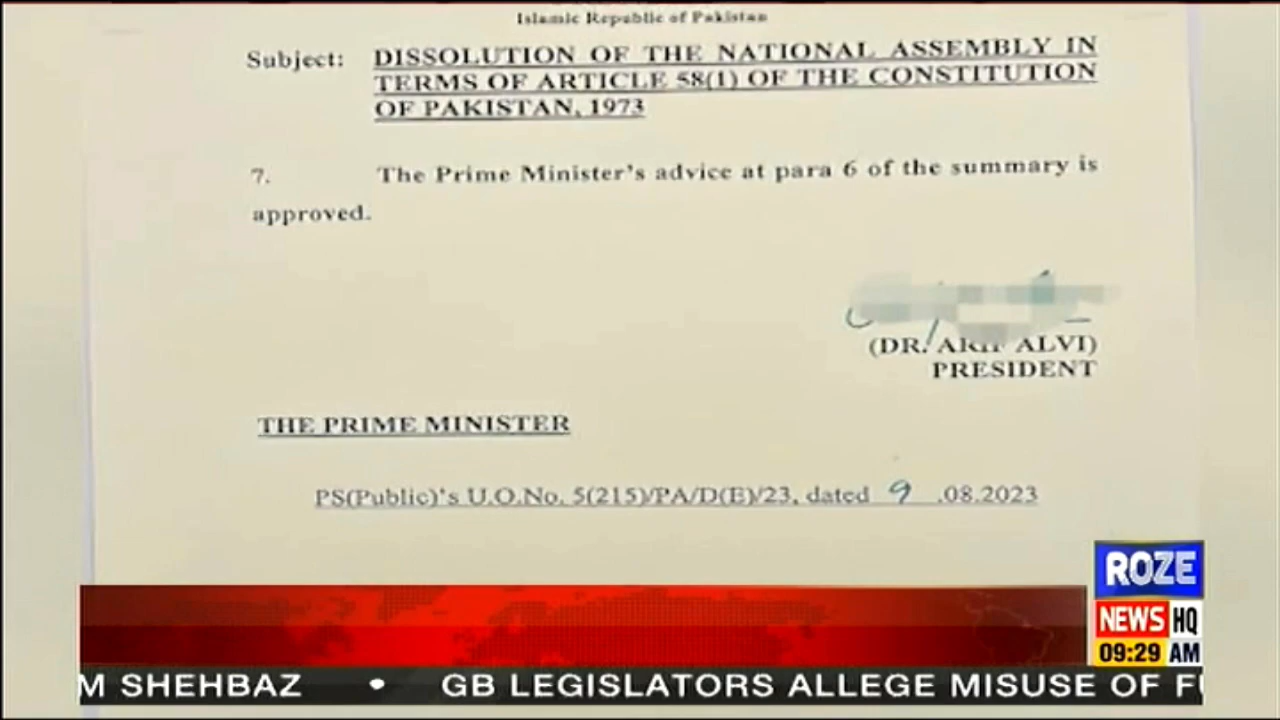 Islamic Republic of Pakistan
Subject: DISSOLUTION OF THE NATIONAL ASSEMBLY IN
TERMS OF ARTICLE 58(1) OF THE CONSTITUTION
OF PAKISTAN, 1973
7. The Prime Minister's advice at para 6 of the summary is
approved.
(DR. ARIF ALVI)
PRESIDENT
THE PRIME MINISTER
PS(Public)'s U.O.No. 5(215)/PA/D(E)/23, dated 9 .08.2023
ROZE
NEWS HQ
09:29 AM
M SHEHBAZ • GB LEGISLATORS ALLEGE MISUSE OF